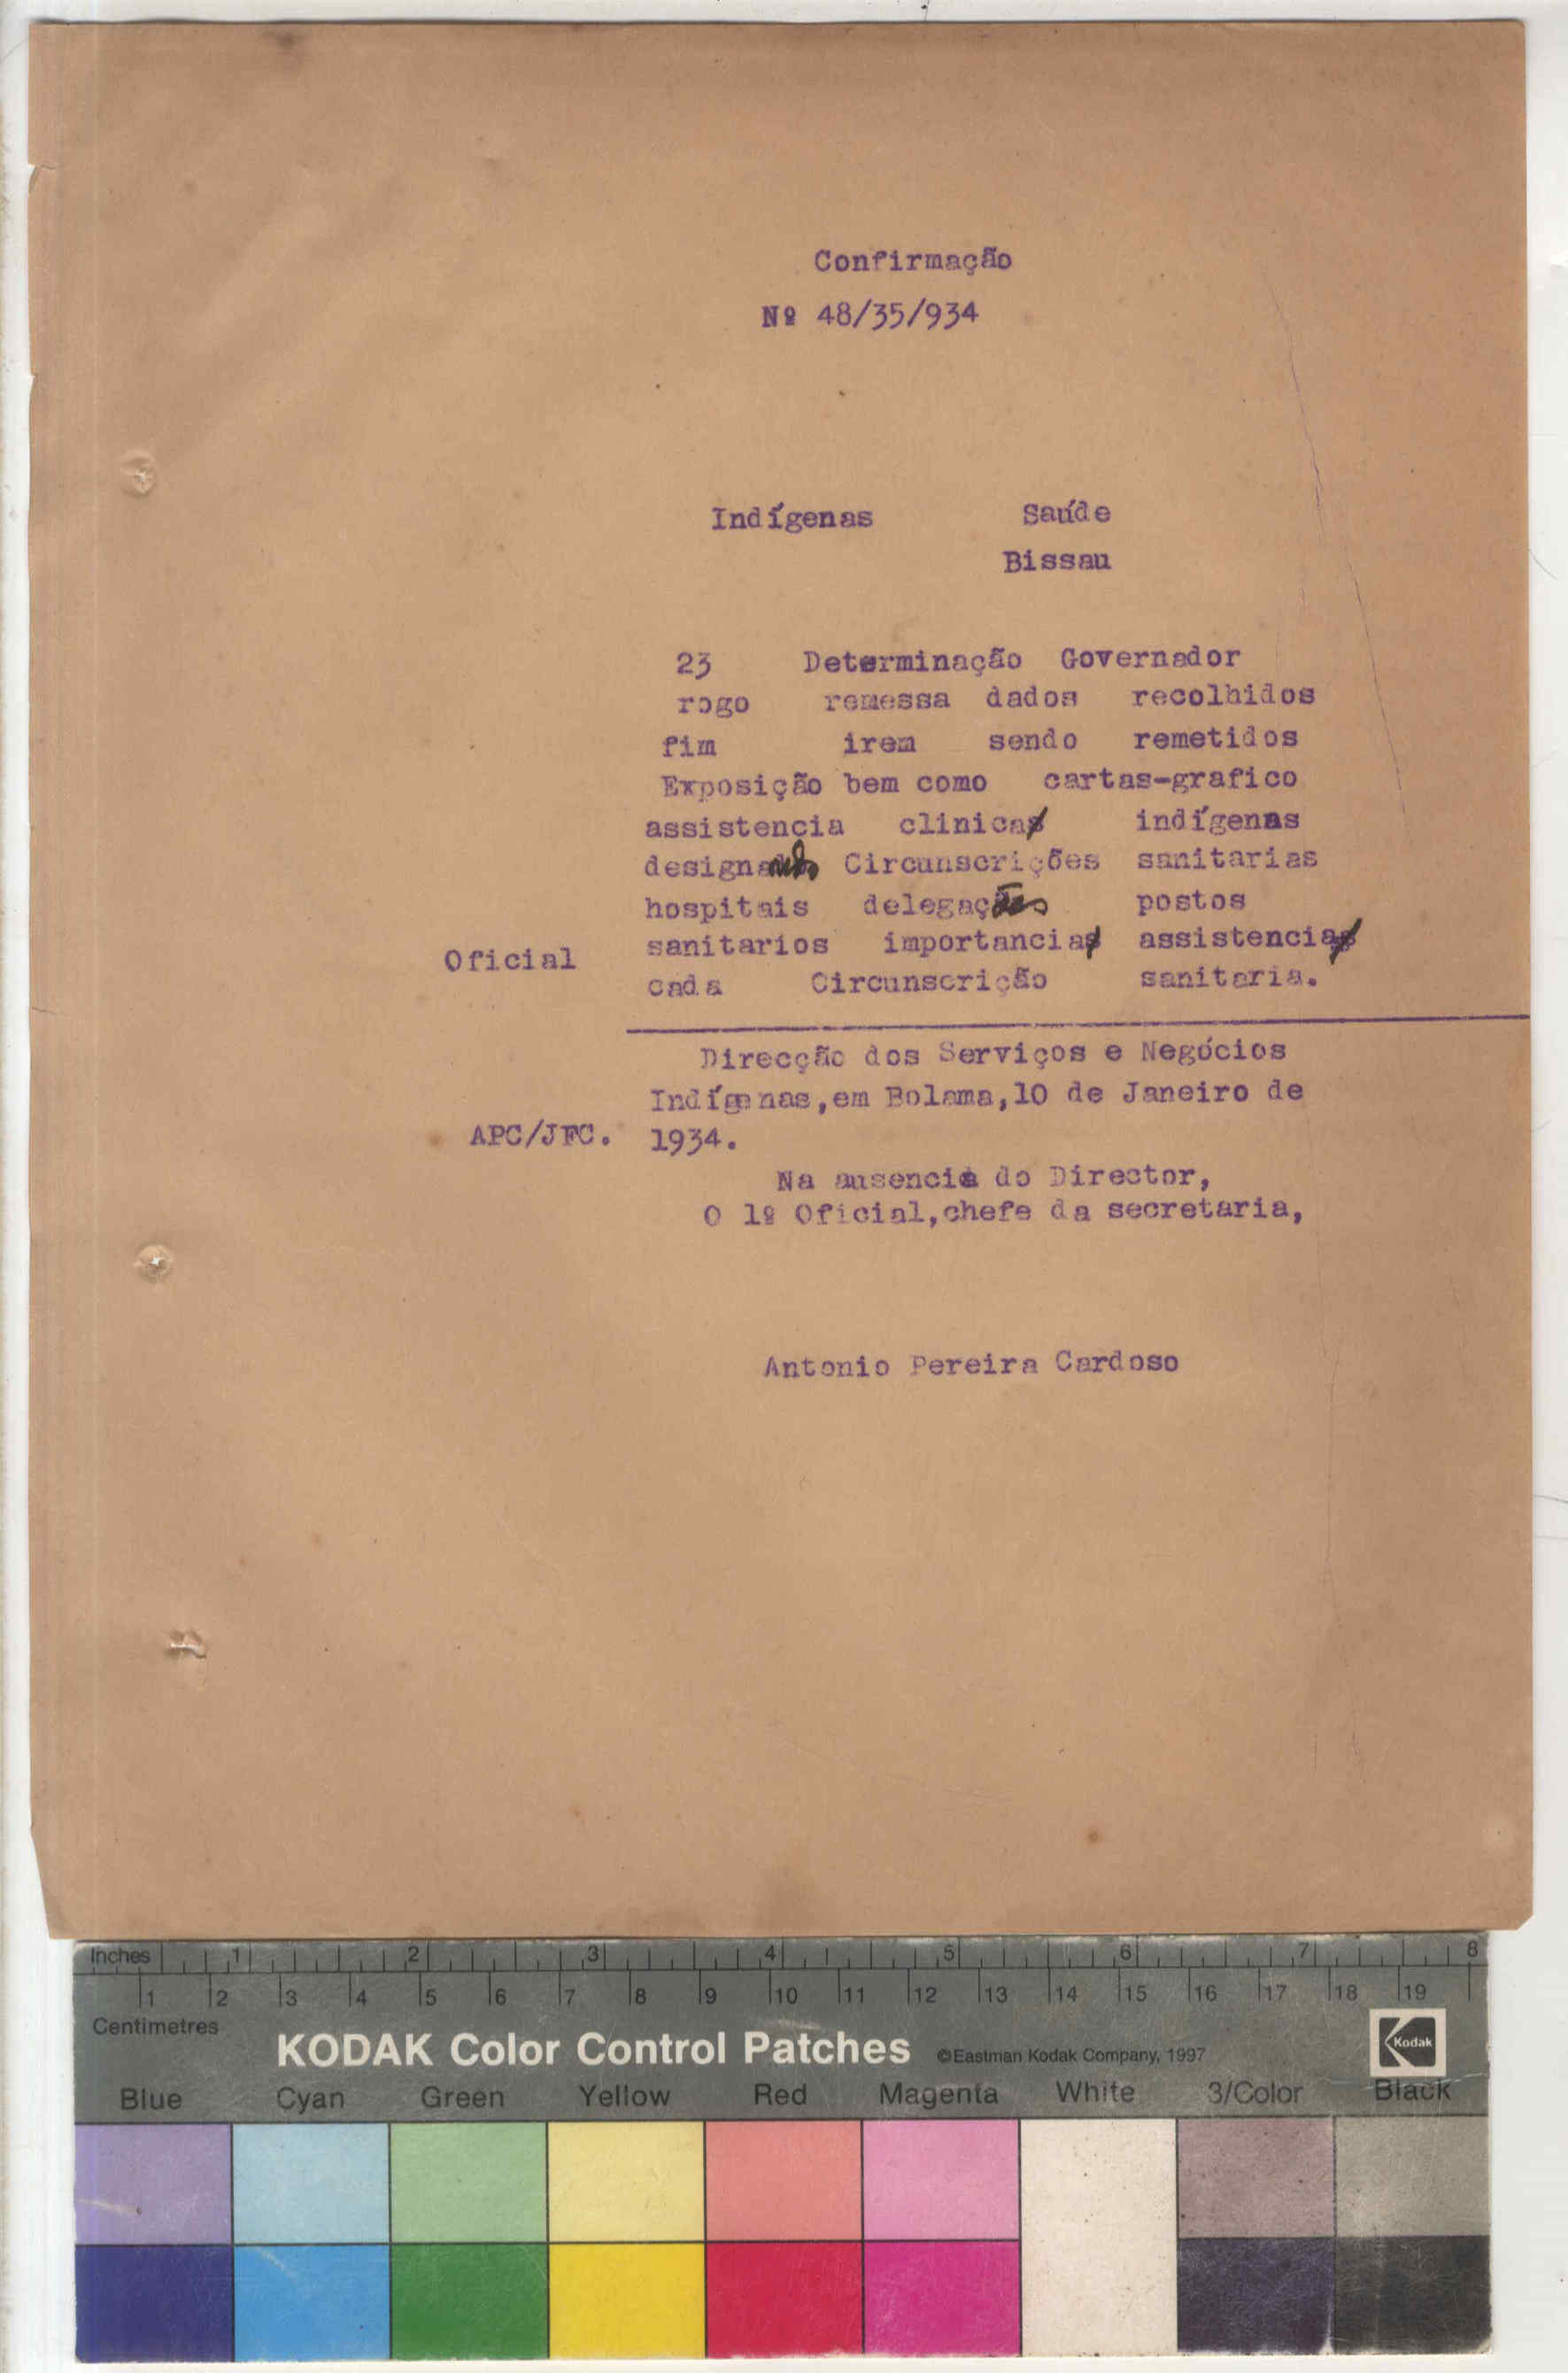 Confirmação
Nº 48/35/934
Indígenas Saúde
Bissau
23 Determinação Governador
rogo remessa dados recolhidos
fim irem sendo remetidos
Exposição bem como cartas-grafico
assistencia clinica indígenas
designando Circunscrições sanitarias
hospitais delegações postos
sanitarios importancia assistencia
Oficial
cada Circunscrição sanitaria.
Direcção dos Serviços e Negócios
Indígenas,em Bolama,10 de Janeiro de
APC/JFC. 1934.
Na ausencia do Director,
O 1º Oficial,chefe da secretaria,
Antonio Pereira Cardoso
Inches 1 2 3 4 5 6 7 8
1 2 3 4 5 6 7 8 9 10 11 12 13 14 15 16 17 18 19
Centimetres
KODAK Color Control Patches ©Eastman Kodak Company, 1997 Kodak
Blue Cyan Green Yellow Red Magenta White 3/Color Black